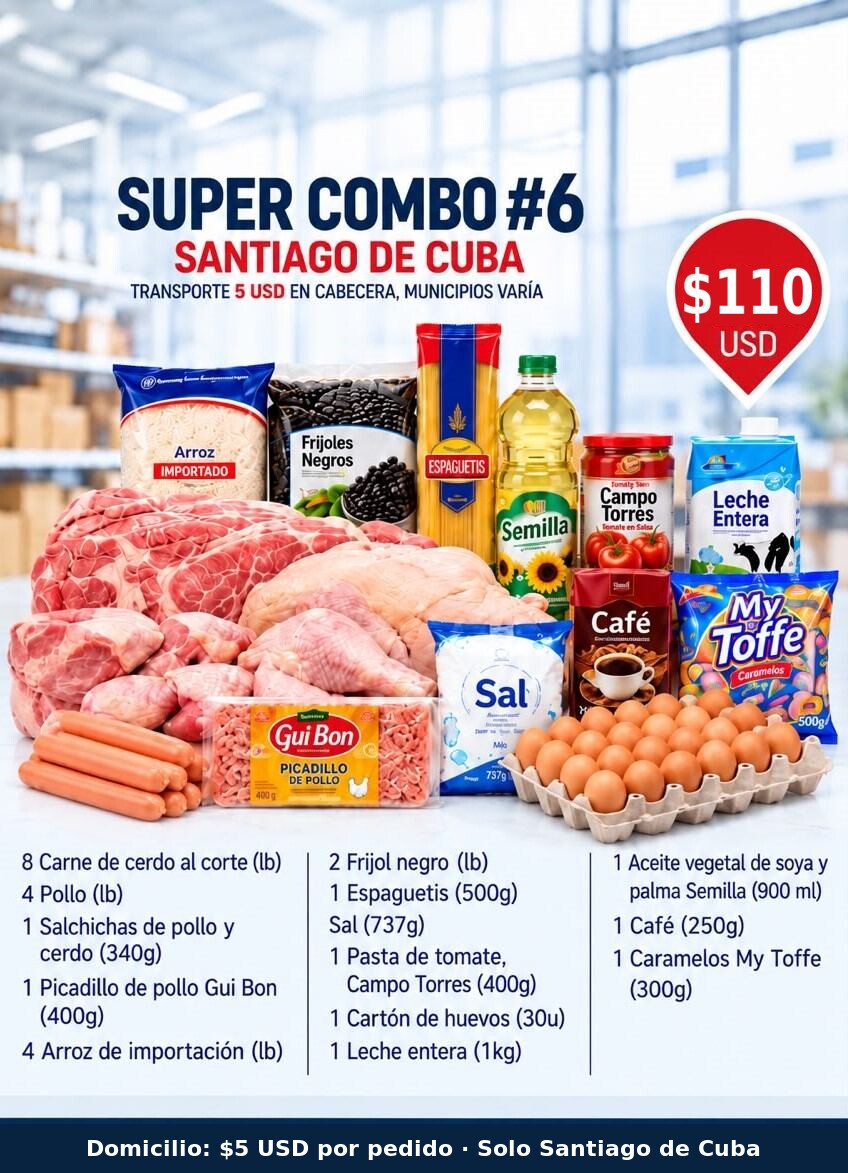 SUPER COMBO #6
SANTIAGO DE CUBA
TRANSPORTE 5 USD EN CABECERA, MUNICIPIOS VARÍA
$110
USD
Arroz
IMPORTADO
Frijoles
Negros
ESPAGUETIS
Semilla
Campo
Torres
Tomate en Salsa
Leche
Entera
Café
My
Toffe
Caramelos
500g
Sal
737g
Gui Bon
PICADILLO
DE POLLO
400 g
8 Carne de cerdo al corte (lb)
4 Pollo (lb)
1 Salchichas de pollo y
cerdo (340g)
1 Picadillo de pollo Gui Bon
(400g)
4 Arroz de importación (lb)
2 Frijol negro (lb)
1 Espaguetis (500g)
Sal (737g)
1 Pasta de tomate,
Campo Torres (400g)
1 Cartón de huevos (30u)
1 Leche entera (1kg)
1 Aceite vegetal de soya y
palma Semilla (900 ml)
1 Café (250g)
1 Caramelos My Toffe
(300g)
Domicilio: $5 USD por pedido · Solo Santiago de Cuba